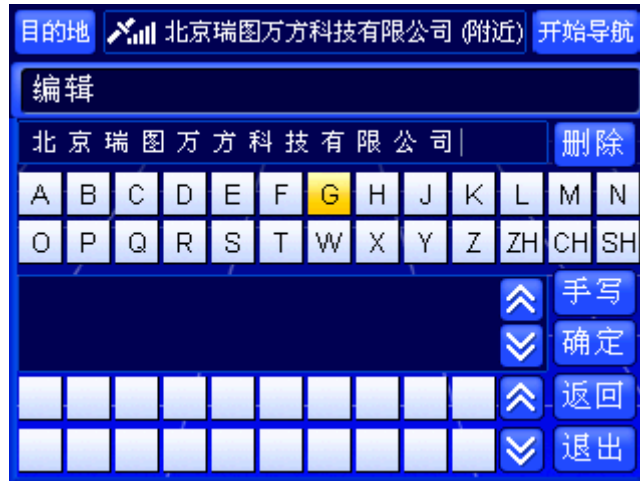 目的地 北京瑞图万方科技有限公司 (附近) 开始导航
编辑
北京瑞图万方科技有限公司 删除
A B C D E F G H J K L M N
O P Q R S T W X Y Z ZH CH SH
手写
确定
返回
退出